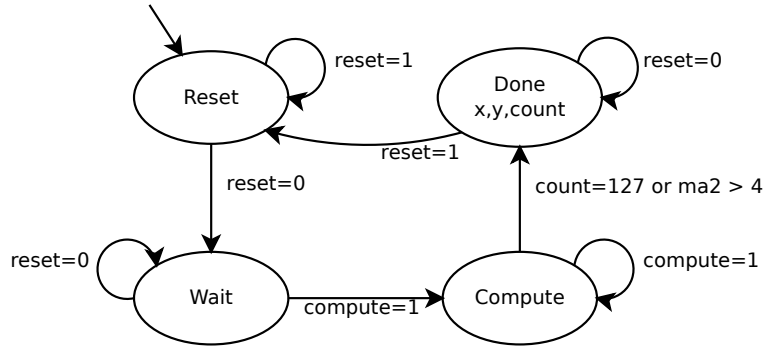 Reset
reset=1
Done
x,y,count
reset=0
reset=1
reset=0
count=127 or ma2 > 4
reset=0
Wait
compute=1
Compute
compute=1